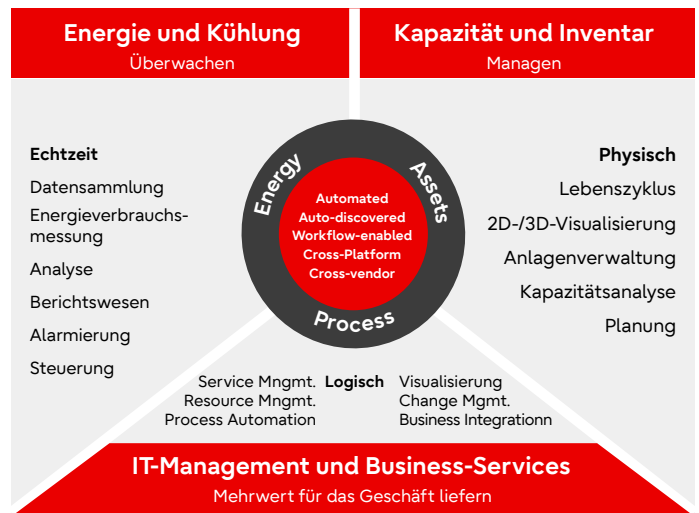 Energie und Kühlung
Überwachen
Kapazität und Inventar
Managen
Echtzeit
Datensammlung
Energieverbrauchs-
messung
Analyse
Berichtswesen
Alarmierung
Steuerung
Energy
Assets
Process
Automated
Auto-discovered
Workflow-enabled
Cross-Platform
Cross-vendor
Physisch
Lebenszyklus
2D-/3D-Visualisierung
Anlagenverwaltung
Kapazitätsanalyse
Planung
Service Mngmt. Logisch Visualisierung
Resource Mngmt. Change Mgmt.
Process Automation Business Integrationn
IT-Management und Business-Services
Mehrwert für das Geschäft liefern